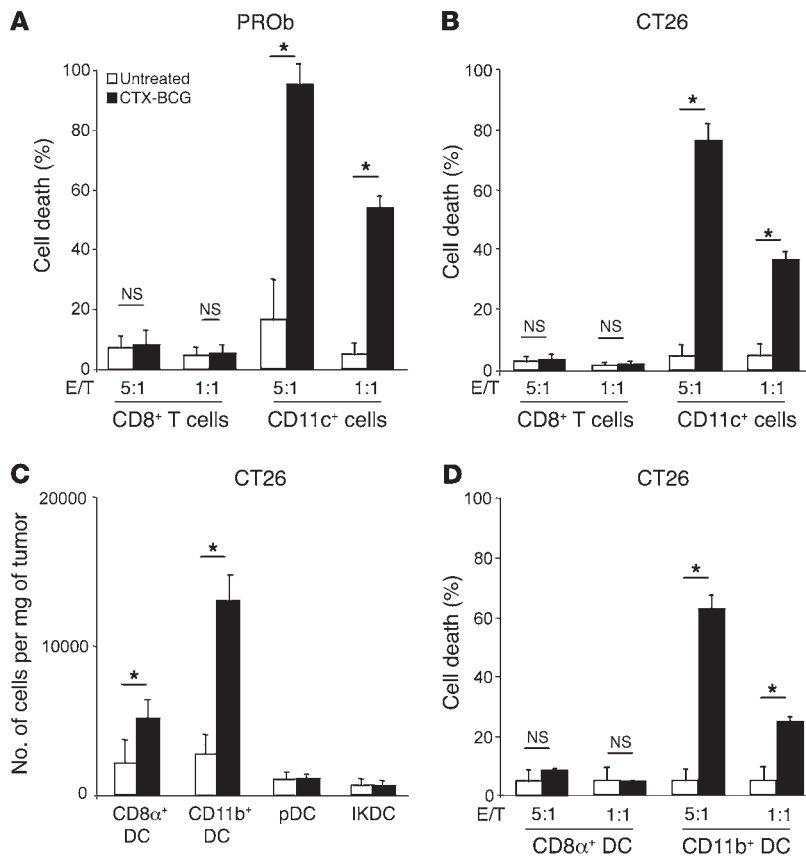 A
PROb
Cell death (%)
100
80
60
40
20
0
Untreated
CTX-BCG
NS
NS
*
*
E/T
5:1
1:1
5:1
1:1
CD8+ T cells
CD11c+ cells
B
CT26
Cell death (%)
100
80
60
40
20
0
NS
NS
*
*
E/T
5:1
1:1
5:1
1:1
CD8+ T cells
CD11c+ cells
C
CT26
No. of cells per mg of tumor
20000
10000
0
*
*
CD8α+
DC
CD11b+
DC
pDC
IKDC
D
CT26
Cell death (%)
100
80
60
40
20
0
NS
NS
*
*
E/T
5:1
1:1
5:1
1:1
CD8α+ DC
CD11b+ DC